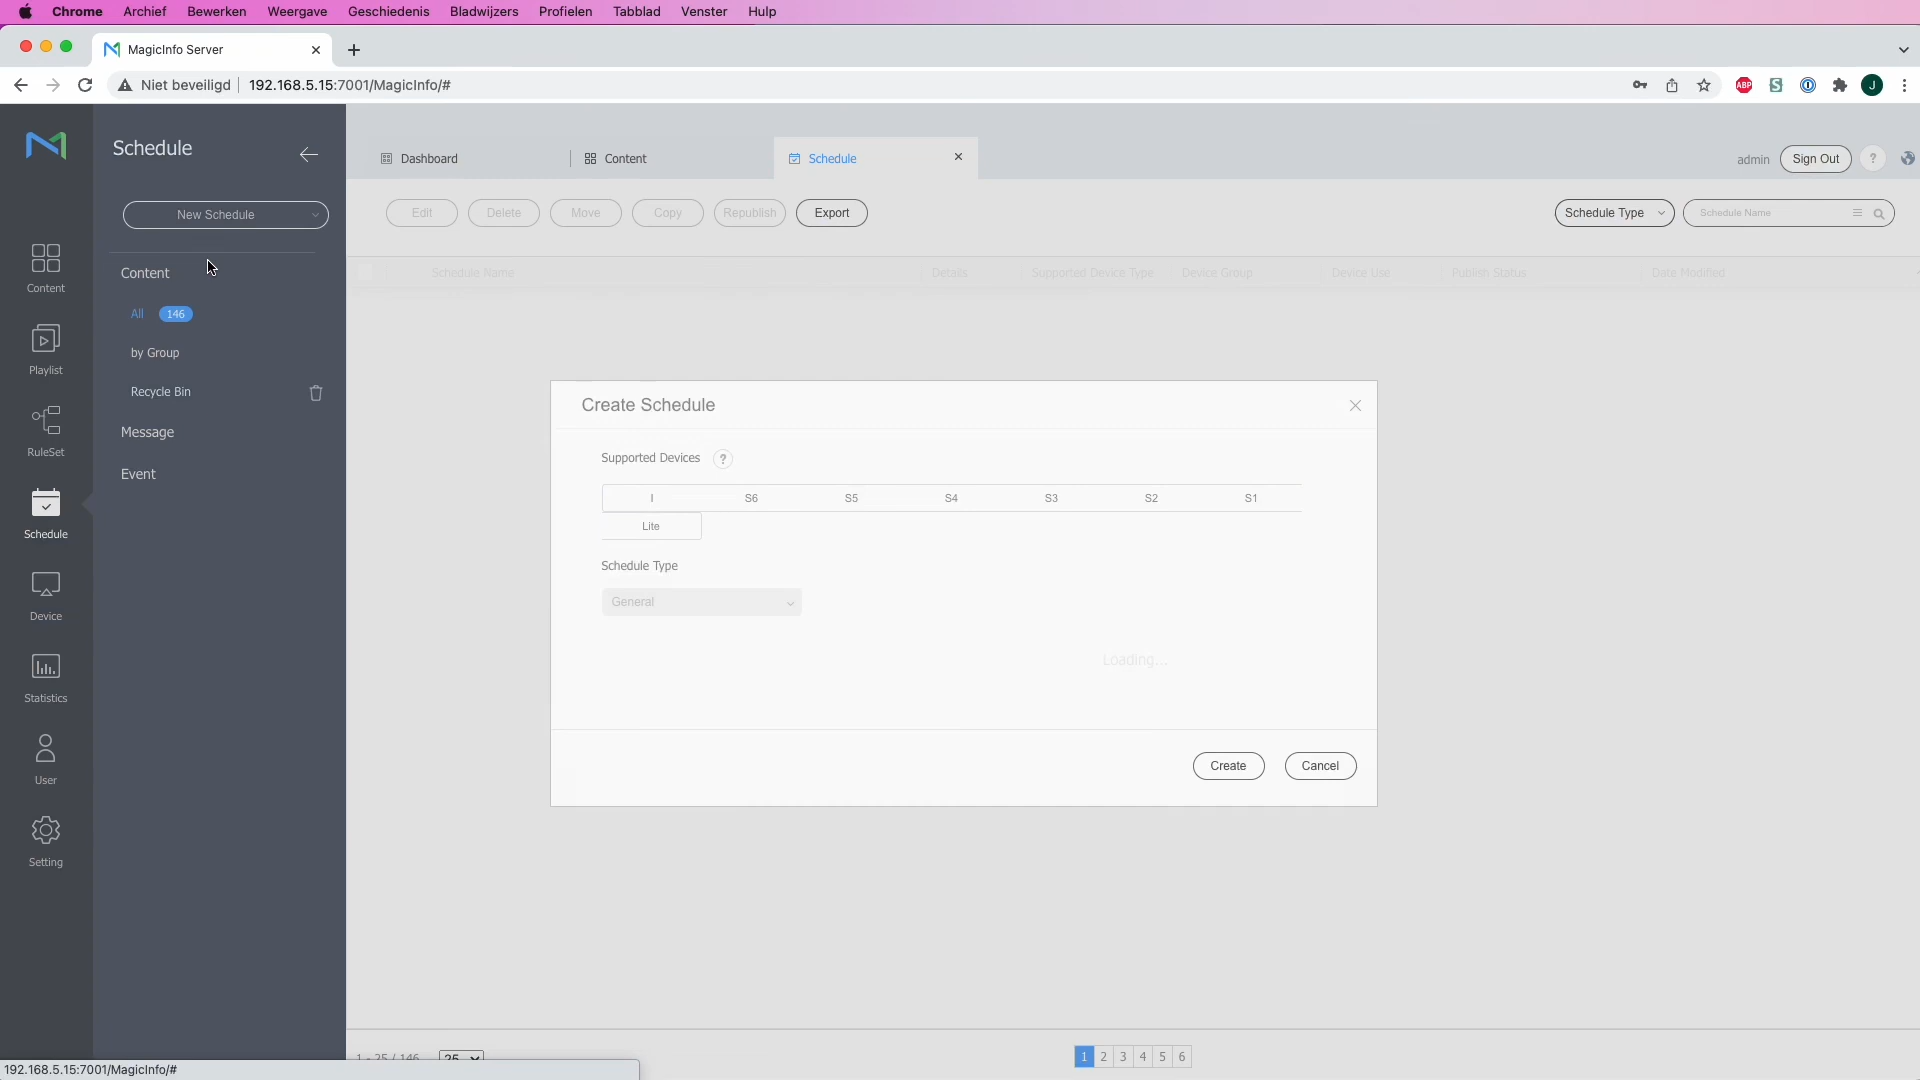 Chrome Archief Bewerken Weergave Geschiedenis Bladwijzers Profielen Tabblad Venster Hulp
MagicInfo Server
Niet beveiligd 192.168.5.15:7001/MagicInfo/#
ABP S J
Schedule
Dashboard Content Schedule
admin Sign Out ?
New Schedule
Edit Delete Move Copy Republish Export
Schedule Type Schedule Name
Schedule Name Details Supported Device Type Device Group Device Use Publish Status Date Modified
Content
All 146
by Group
Recycle Bin
Message
Event
Content
Playlist
RuleSet
Schedule
Device
Statistics
User
Setting
Create Schedule
Supported Devices ?
I S6 S5 S4 S3 S2 S1
Lite
Schedule Type
General
Loading...
Create Cancel
1 - 25 / 146 25
1 2 3 4 5 6
192.168.5.15:7001/MagicInfo/#